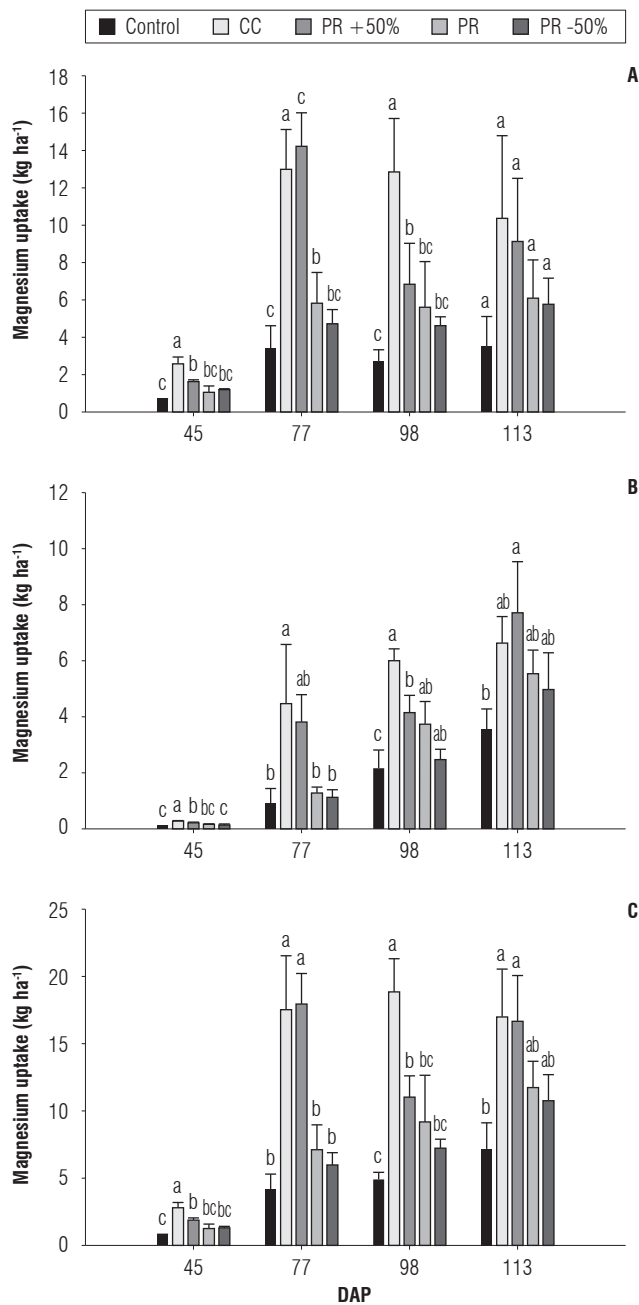 Control CC PR +50% PR PR -50%
A
Magnesium uptake (kg ha-1)
18
16
14
12
10
8
6
4
2
0
c a b bc bc
c a c b bc
c a b bc bc
a a a a a
45 77 98 113
B
Magnesium uptake (kg ha-1)
12
10
8
6
4
2
0
c a b bc c
b a ab b b
c a b ab ab
b ab a ab ab
45 77 98 113
C
Magnesium uptake (kg ha-1)
25
20
15
10
5
0
c a b bc bc
b a a b b
c a b bc bc
b a a ab ab
45 77 98 113
DAP